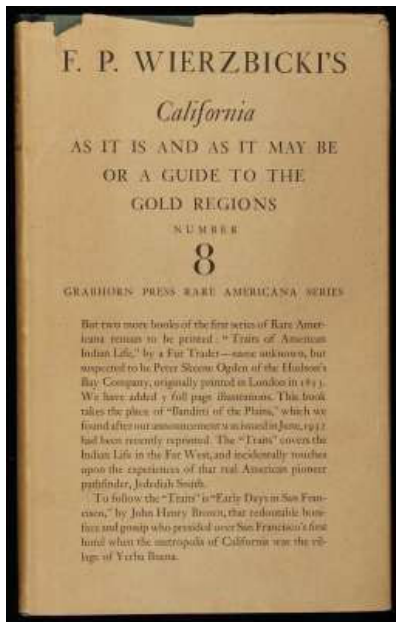 F. P. WIERZBICKI'S
California
AS IT IS AND AS IT MAY BE
OR A GUIDE TO THE
GOLD REGIONS
NUMBER
8
GRABHORN PRESS RARE AMERICANA SERIES
But two more books of the first series of Rare Amer-
icana remain to be printed: "Traits of American
Indian Life," by a Fur Trader—name unknown, but
suspected to be Peter Skeene Ogden of the Hudson's
Bay Company, originally printed in London in 1853.
We have added 5 full page illustrations. This book
takes the place of "Banditti of the Plains," which we
found after our announcement was issued in June, 1932
had been recently reprinted. The "Traits" covers the
Indian Life in the Far West, and incidentally touches
upon the experiences of that real American pioneer
pathfinder, Jedediah Smith.
To follow the "Traits" is "Early Days in San Fran-
cisco," by John Henry Brown, that redoubtable boni-
face and gossip who presided over San Francisco's first
hotel when the metropolis of California was the vil-
lage of Yerba Buena.